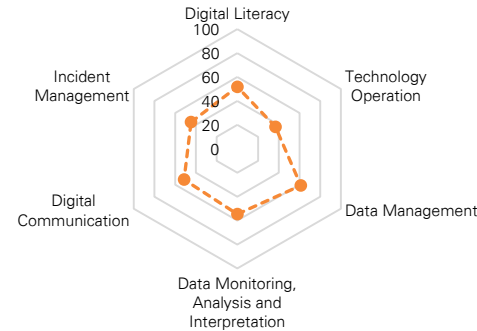 Digital Literacy
100
80
60
40
20
0
Incident
Management
Technology
Operation
Digital
Communication
Data Management
Data Monitoring,
Analysis and
Interpretation